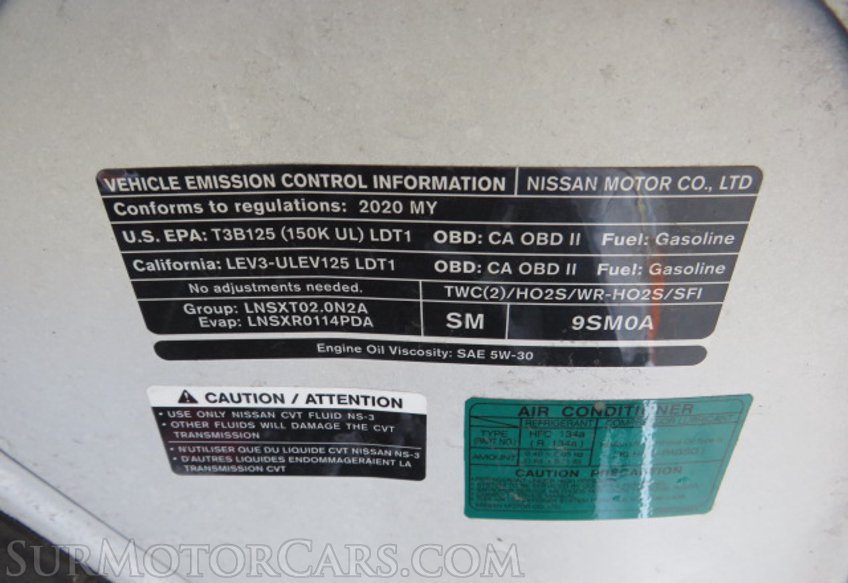 VEHICLE EMISSION CONTROL INFORMATION NISSAN MOTOR CO., LTD
Conforms to regulations: 2020 MY
U.S. EPA: T3B125 (150K UL) LDT1 OBD: CA OBD II Fuel: Gasoline
California: LEV3-ULEV125 LDT1 OBD: CA OBD II Fuel: Gasoline
No adjustments needed. TWC(2)/HO2S/WR-HO2S/SFI
Group: LNSXT02.0N2A
Evap: LNSXR0114PDA
SM 9SM0A
Engine Oil Viscosity: SAE 5W-30
CAUTION / ATTENTION
• USE ONLY NISSAN CVT FLUID NS-3
• OTHER FLUIDS WILL DAMAGE THE CVT
TRANSMISSION
• N'UTILISER QUE DU LIQUIDE CVT NISSAN NS-3
• D'AUTRES LIQUIDES ENDOMMAGERAIENT LA
TRANSMISSION CVT
AIR CONDITIONER
REFRIGERANT COMPRESSOR LUBRICANT
TYPE HFC 134a
(PART NO.) (R 134a)
AMOUNT
CAUTION PRECAUTION
SURMOTORCARS.COM